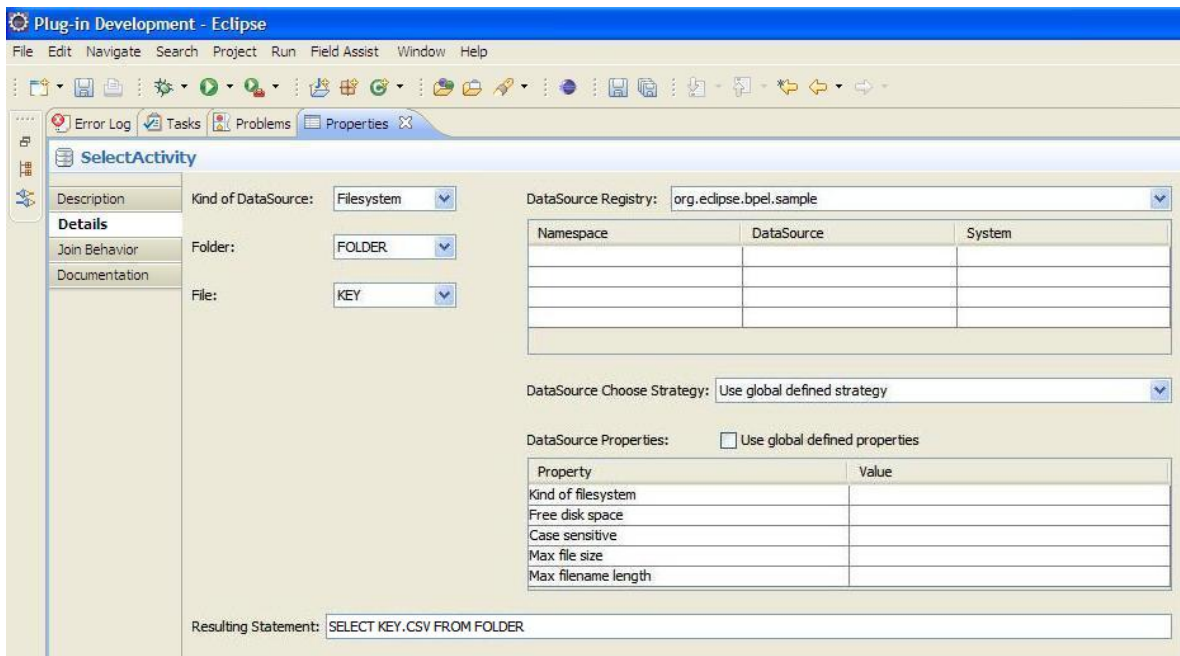 Plug-in Development - Eclipse
File Edit Navigate Search Project Run Field Assist Window Help
Error Log Tasks Problems Properties
SelectActivity
Description
Details
Join Behavior
Documentation
Kind of DataSource: Filesystem
Folder: FOLDER
File: KEY
DataSource Registry: org.eclipse.bpel.sample
Namespace DataSource System
DataSource Choose Strategy: Use global defined strategy
DataSource Properties: Use global defined properties
Property Value
Kind of filesystem
Free disk space
Case sensitive
Max file size
Max filename length
Resulting Statement: SELECT KEY.CSV FROM FOLDER